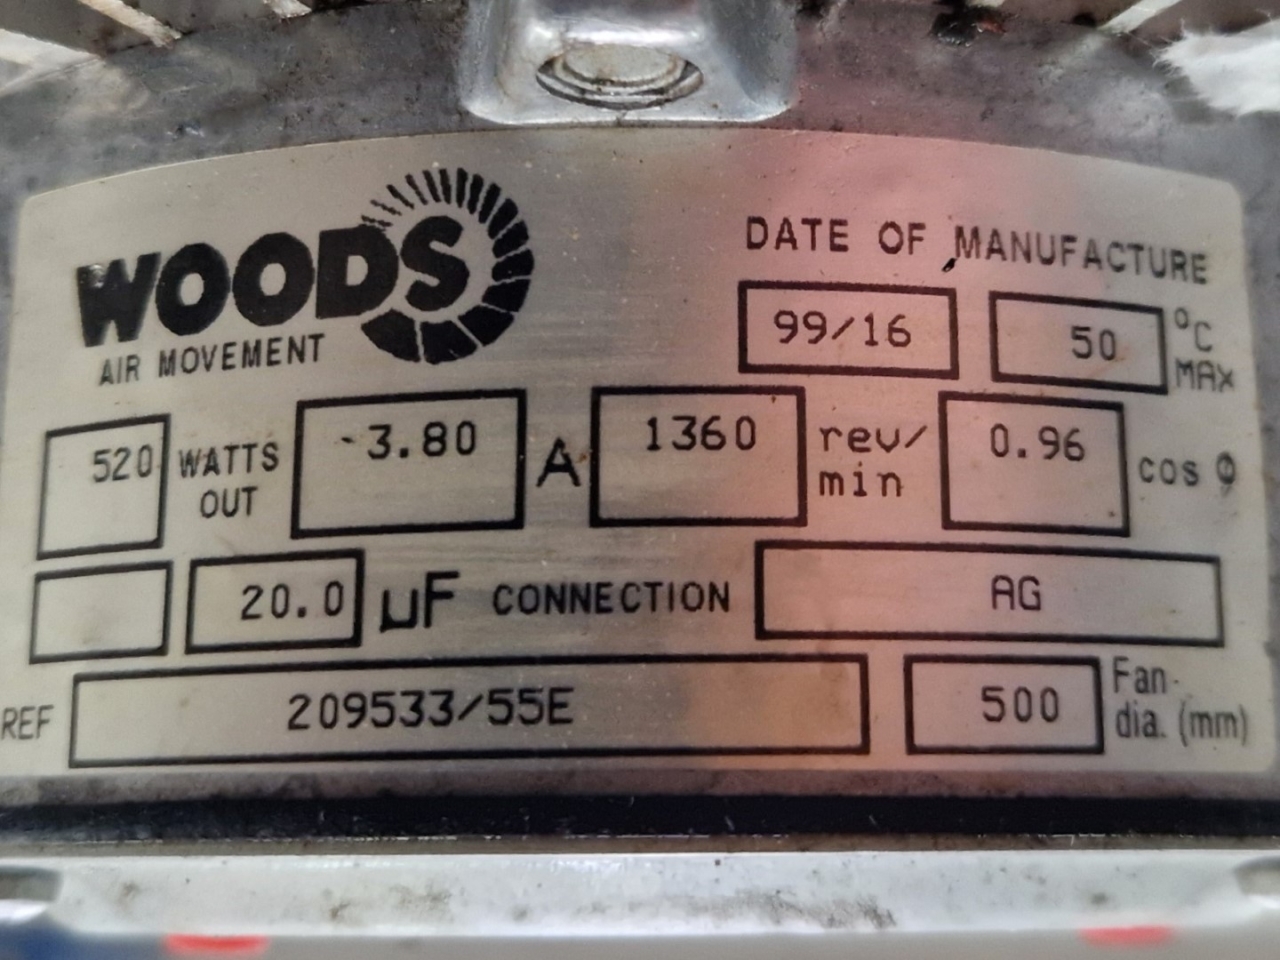 WOODS
AIR MOVEMENT
DATE OF MANUFACTURE
99/16 50 °C MAX
520 WATTS OUT 3.80 A 1360 rev/min 0.96 cos φ
20.0 µF CONNECTION AG
REF 209533/55E 500 Fan dia. (mm)